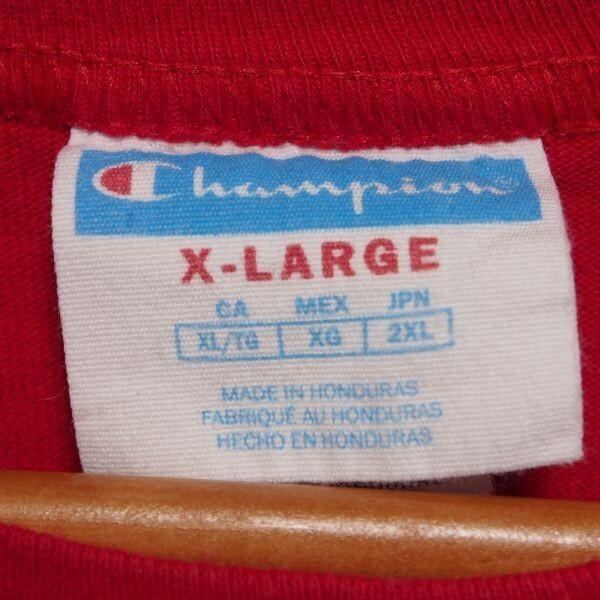 Champion
X-LARGE
CA MEX JPN
XL/TG XG 2XL
MADE IN HONDURAS
FABRIQUÉ AU HONDURAS
HECHO EN HONDURAS